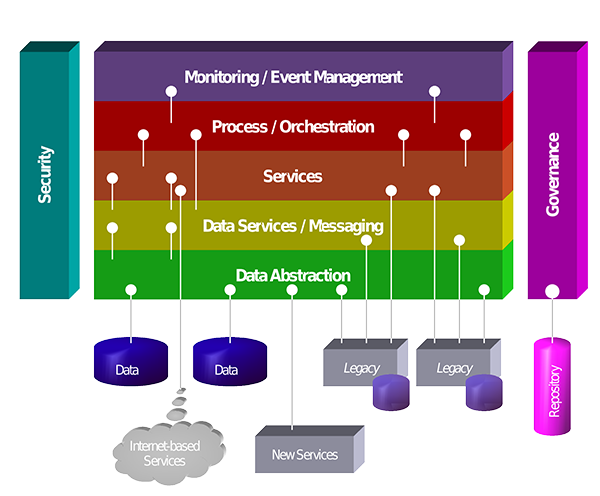 Monitoring / Event Management
Process / Orchestration
Services
Data Services / Messaging
Data Abstraction
Security
Governance
Data
Data
Legacy
Legacy
Repository
Internet-based
Services
New Services